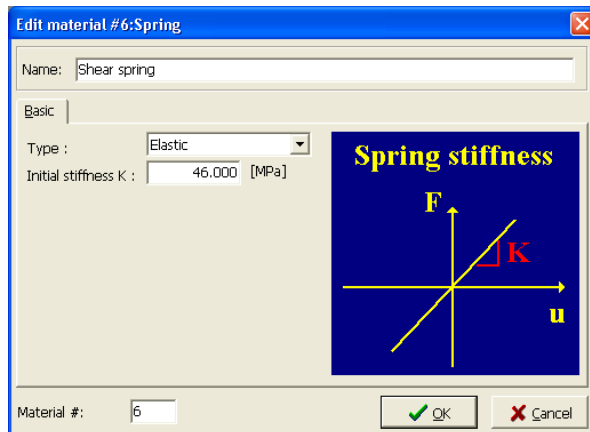 Edit material #6:Spring
Name: Shear spring
Basic
Type : Elastic
Initial stiffness K : 46.000 [MPa]
Spring stiffness
F
K
u
Material #: 6
OK Cancel